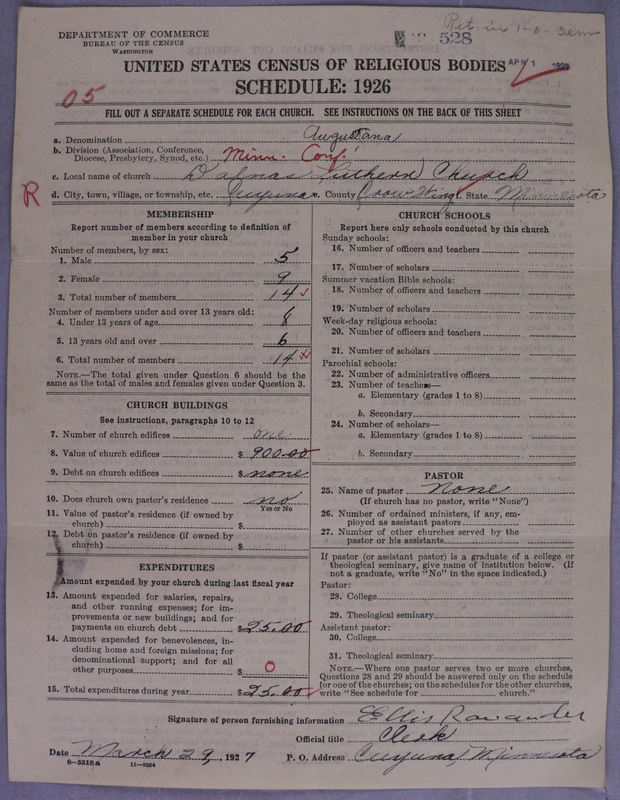 Ret. in
DEPARTMENT OF COMMERCE
BUREAU OF THE CENSUS
WASHINGTON
528
UNITED STATES CENSUS OF RELIGIOUS BODIES APR 1
SCHEDULE: 1926
05
FILL OUT A SEPARATE SCHEDULE FOR EACH CHURCH. SEE INSTRUCTIONS ON THE BACK OF THIS SHEET
a. Denomination Augustana
b. Division (Association, Conference, Diocese, Presbytery, Synod, etc.) Minn. Conf.
c. Local name of church Dalmas Lutheran Church
R d. City, town, village, or township, etc. Cuyuna County Crow Wing State Minnesota
MEMBERSHIP
Report number of members according to definition of
member in your church
Number of members, by sex:
1. Male 5
2. Female 9
3. Total number of members 14
Number of members under and over 13 years old:
4. Under 13 years of age 8
5. 13 years old and over 6
6. Total number of members 14
NOTE.—The total given under Question 6 should be
same as the total of males and females given under Question 3.
CHURCH BUILDINGS
See instructions, paragraphs 10 to 12
7. Number of church edifices one
8. Value of church edifices $ 900.00
9. Debt on church edifices $ none
10. Does church own pastor's residence no
Yes or No
11. Value of pastor's residence (if owned by
church) $
12. Debt on pastor's residence (if owned by
church) $
EXPENDITURES
Amount expended by your church during last fiscal year
13. Amount expended for salaries, repairs,
and other running expenses; for im-
provements or new buildings; and for
payments on church debt $25.00
14. Amount expended for benevolences, in-
cluding home and foreign missions; for
denominational support; and for all
other purposes $ 0
15. Total expenditures during year $25.00
CHURCH SCHOOLS
Report here only schools conducted by this church
Sunday schools:
16. Number of officers and teachers
17. Number of scholars
Summer vacation Bible schools:
18. Number of officers and teachers
19. Number of scholars
Week-day religious schools:
20. Number of officers and teachers
21. Number of scholars
Parochial schools:
22. Number of administrative officers
23. Number of teachers—
a. Elementary (grades 1 to 8)
b. Secondary
24. Number of scholars—
a. Elementary (grades 1 to 8)
b. Secondary
PASTOR
25. Name of pastor None
(If church has no pastor, write "None")
26. Number of ordained ministers, if any, em-
ployed as assistant pastors
27. Number of other churches served by the
pastor or his assistants
If pastor (or assistant pastor) is a graduate of a college or
theological seminary, give name of institution below. (If
not a graduate, write "No" in the space indicated.)
Pastor:
28. College
29. Theological seminary
Assistant pastor:
30. College
31. Theological seminary
NOTE.—Where one pastor serves two or more churches,
Questions 28 and 29 should be answered only on the schedule
for one of the churches; on the schedules for the other churches,
write "See schedule for church."
Signature of person furnishing information Ellis
Official title Clerk
Date March 29, 1927 P. O. Address Cuyuna, Minnesota
8-5518a 11-9054